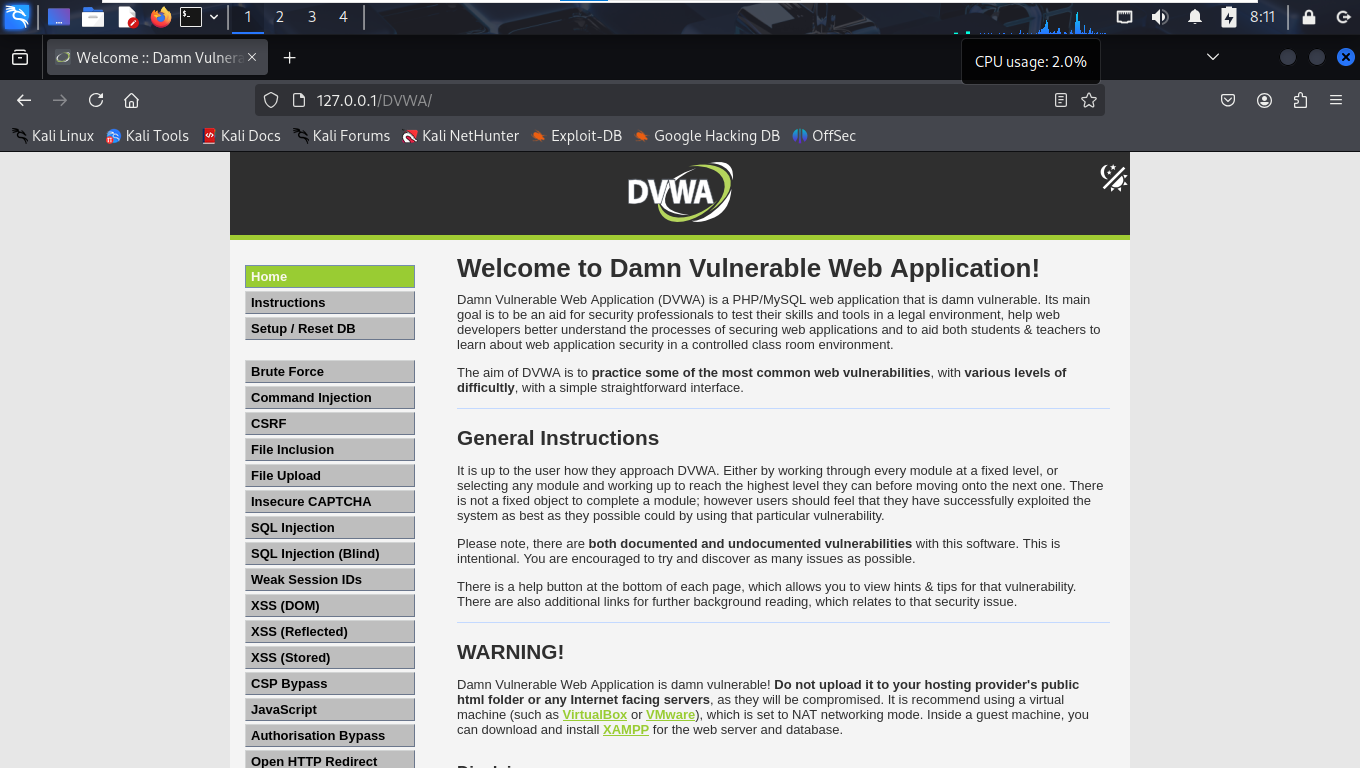 1 2 3 4 8:11
Welcome :: Damn Vulnera
CPU usage: 2.0%
127.0.0.1/DVWA/
Kali Linux Kali Tools Kali Docs Kali Forums Kali NetHunter Exploit-DB Google Hacking DB OffSec
DVWA
Home
Instructions
Setup / Reset DB
Brute Force
Command Injection
CSRF
File Inclusion
File Upload
Insecure CAPTCHA
SQL Injection
SQL Injection (Blind)
Weak Session IDs
XSS (DOM)
XSS (Reflected)
XSS (Stored)
CSP Bypass
JavaScript
Authorisation Bypass
Open HTTP Redirect
Welcome to Damn Vulnerable Web Application!
Damn Vulnerable Web Application (DVWA) is a PHP/MySQL web application that is damn vulnerable. Its main
goal is to be an aid for security professionals to test their skills and tools in a legal environment, help web
developers better understand the processes of securing web applications and to aid both students & teachers to
learn about web application security in a controlled class room environment.
The aim of DVWA is to practice some of the most common web vulnerabilities, with various levels of
difficultly, with a simple straightforward interface.
General Instructions
It is up to the user how they approach DVWA. Either by working through every module at a fixed level, or
selecting any module and working up to reach the highest level they can before moving onto the next one. There
is not a fixed object to complete a module; however users should feel that they have successfully exploited the
system as best as they possible could by using that particular vulnerability.
Please note, there are both documented and undocumented vulnerabilities with this software. This is
intentional. You are encouraged to try and discover as many issues as possible.
There is a help button at the bottom of each page, which allows you to view hints & tips for that vulnerability.
There are also additional links for further background reading, which relates to that security issue.
WARNING!
Damn Vulnerable Web Application is damn vulnerable! Do not upload it to your hosting provider's public
html folder or any Internet facing servers, as they will be compromised. It is recommend using a virtual
machine (such as VirtualBox or VMware), which is set to NAT networking mode. Inside a guest machine, you
can download and install XAMPP for the web server and database.